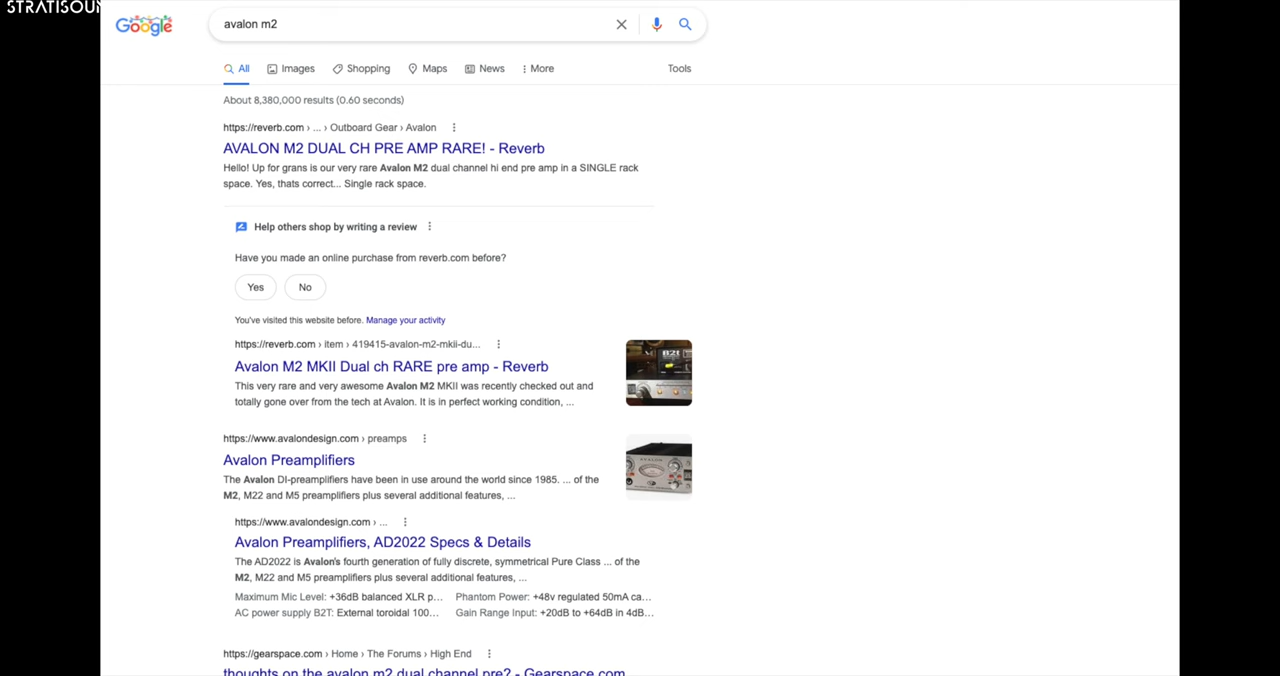 STRATISOUN
Google
avalon m2
All Images Shopping Maps News More Tools
About 8,380,000 results (0.60 seconds)
https://reverb.com › ... › Outboard Gear › Avalon
AVALON M2 DUAL CH PRE AMP RARE! - Reverb
Hello! Up for grans is our very rare Avalon M2 dual channel hi end pre amp in a SINGLE rack
space. Yes, thats correct... Single rack space.
Help others shop by writing a review
Have you made an online purchase from reverb.com before?
Yes No
You've visited this website before. Manage your activity
https://reverb.com › item › 419415-avalon-m2-mkii-du...
Avalon M2 MKII Dual ch RARE pre amp - Reverb
This very rare and very awesome Avalon M2 MKII was recently checked out and
totally gone over from the tech at Avalon. It is in perfect working condition, ...
https://www.avalondesign.com › preamps
Avalon Preamplifiers
The Avalon DI-preamplifiers have been in use around the world since 1985. ... of the
M2, M22 and M5 preamplifiers plus several additional features, ...
https://www.avalondesign.com › ...
Avalon Preamplifiers, AD2022 Specs & Details
The AD2022 is Avalon's fourth generation of fully discrete, symmetrical Pure Class ... of the
M2, M22 and M5 preamplifiers plus several additional features, ...
Maximum Mic Level: +36dB balanced XLR p... Phantom Power: +48v regulated 50mA ca...
AC power supply B2T: External toroidal 100... Gain Range Input: +20dB to +64dB in 4dB...
https://gearspace.com › Home › The Forums › High End
thoughts on the avalon m2 dual channel pre? - Gearspace.com